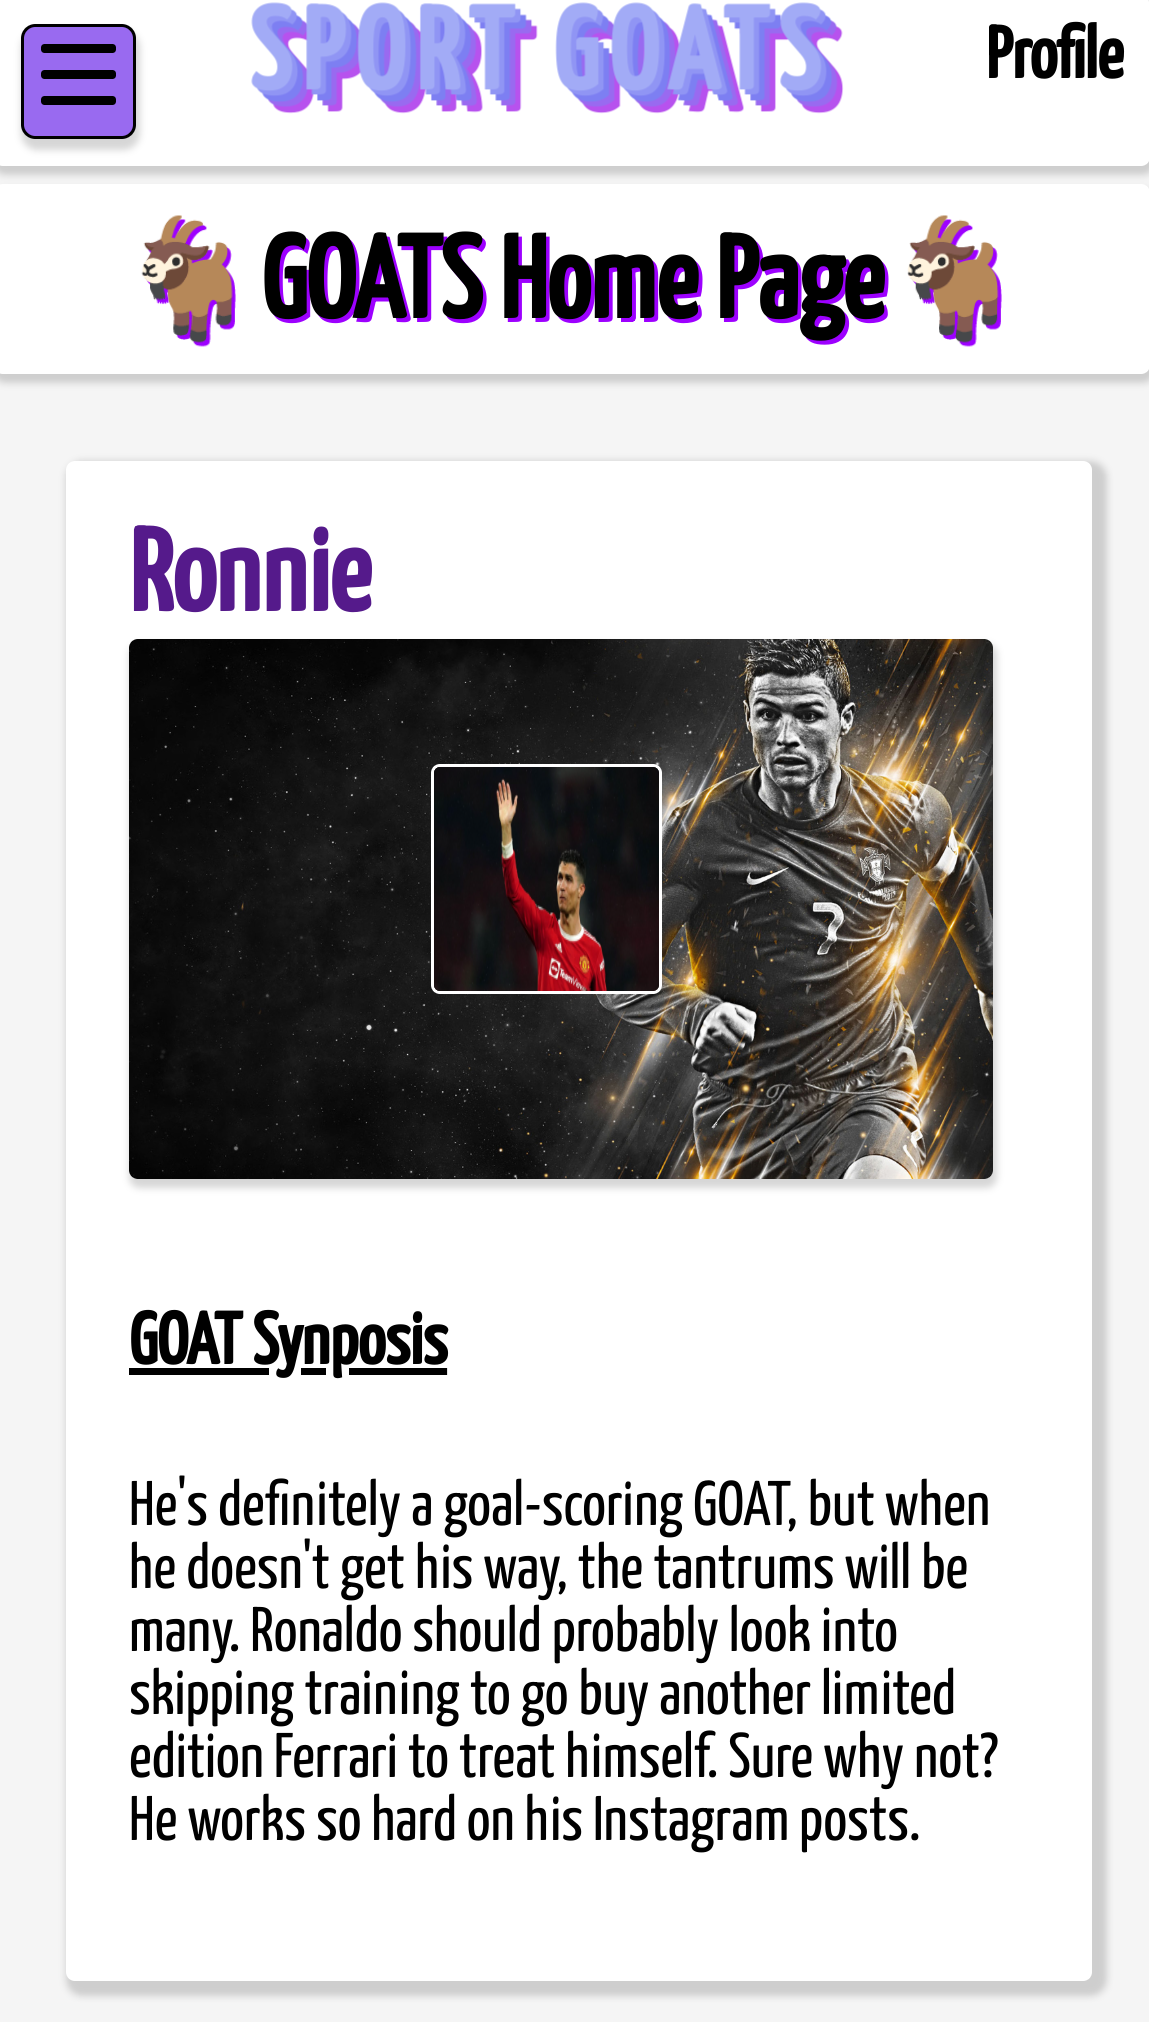 SPORT GOATS
Profile
GOATS Home Page
Ronnie
7
TeamView
GOAT Synposis
He's definitely a goal-scoring GOAT, but when
he doesn't get his way, the tantrums will be
many. Ronaldo should probably look into
skipping training to go buy another limited
edition Ferrari to treat himself. Sure why not?
He works so hard on his Instagram posts.